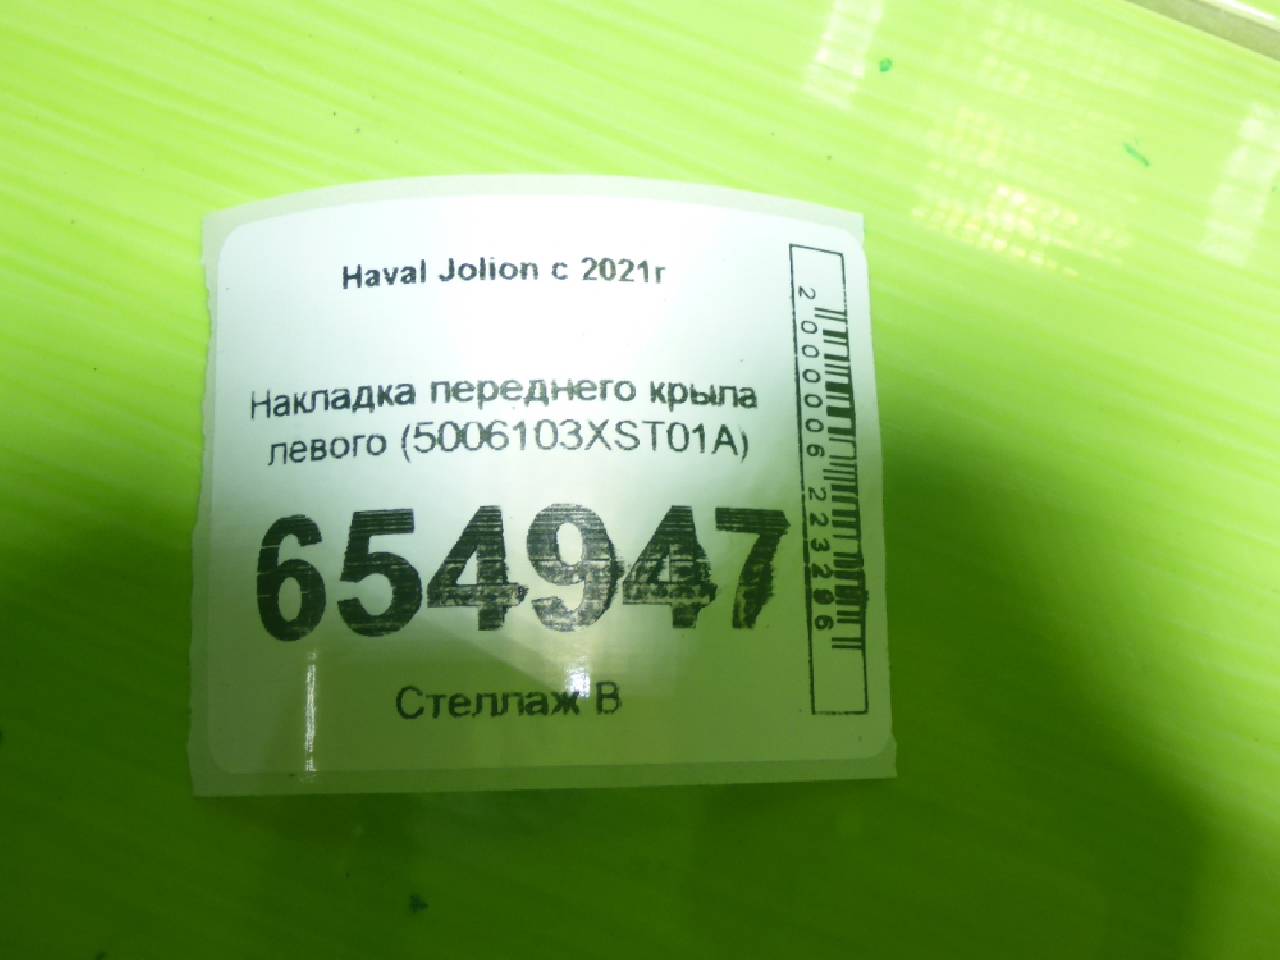 Haval Jolion с 2021г
Накладка переднего крыла
левого (5006103XST01A)
654947
Стеллаж В
2000006223296